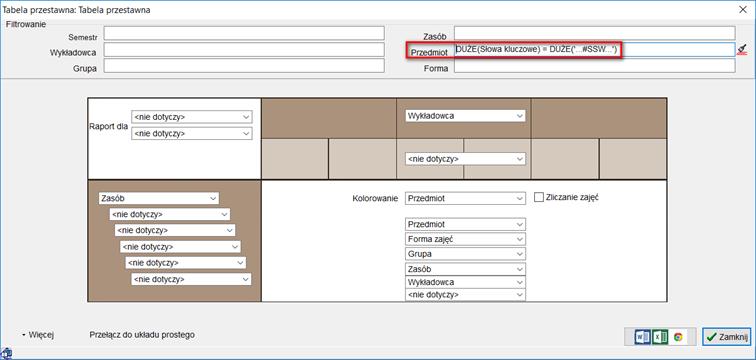 Tabela przestawna: Tabela przestawna
Filtrowanie
Semestr
Zasób
Wykładowca
Przedmiot DUŻE(Słowa kluczowe) = DUŻE('...#SSW...')
Grupa
Forma
Raport dla <nie dotyczy>
<nie dotyczy>
Wykładowca
<nie dotyczy>
Zasób
<nie dotyczy>
<nie dotyczy>
<nie dotyczy>
<nie dotyczy>
<nie dotyczy>
Kolorowanie Przedmiot Zliczanie zajęć
Przedmiot
Forma zajęć
Grupa
Zasób
Wykładowca
<nie dotyczy>
Więcej
Przełącz do układu prostego
Zamknij